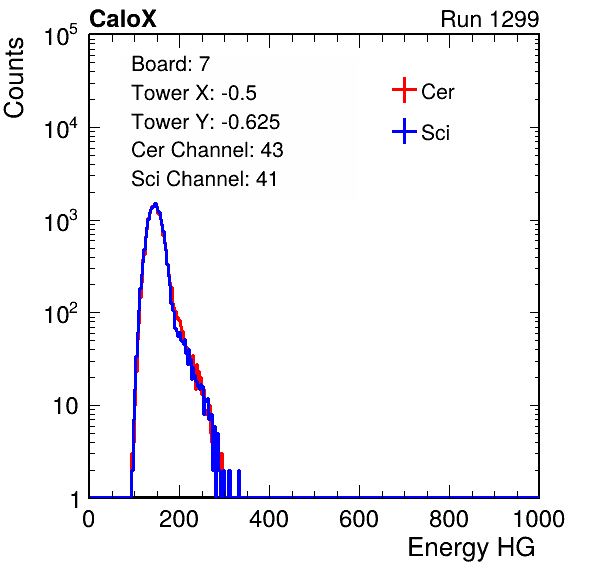 CaloX Run 1299
Counts
10^5
10^4
10^3
10^2
10
1
Board: 7
Tower X: -0.5
Tower Y: -0.625
Cer Channel: 43
Sci Channel: 41
Cer
Sci
0 200 400 600 800 1000
Energy HG